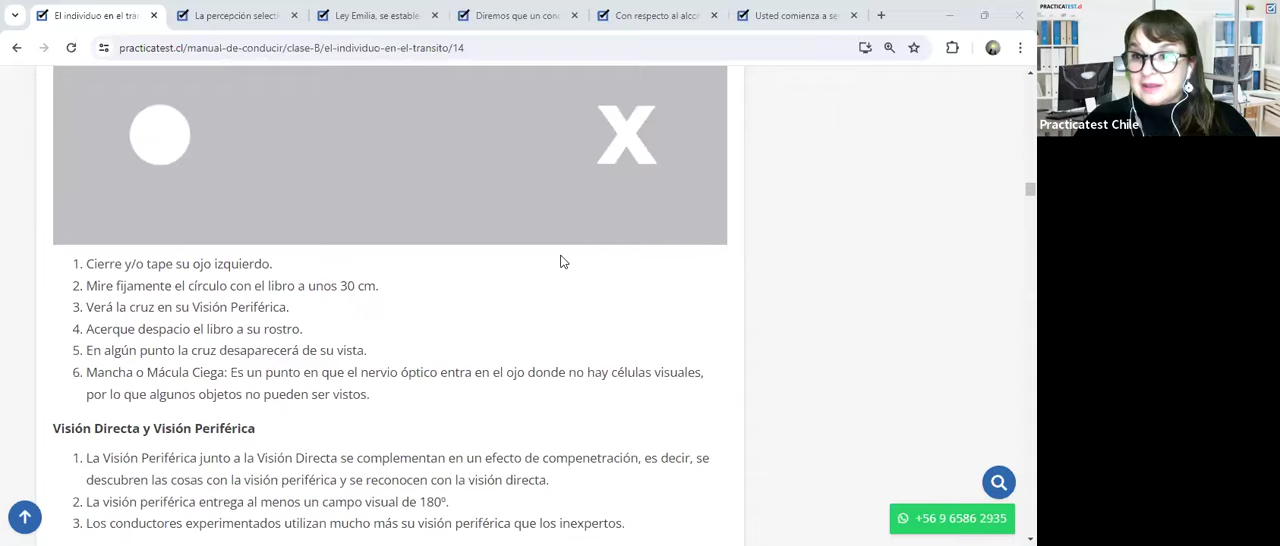 El individuo en el trán
La percepción selecti
Ley Emilia, se estable
Diremos que un con
Con respecto al alco
Usted comienza a se
practicatest.cl/manual-de-conducir/clase-B/el-individuo-en-el-transito/14
PRACTICATEST.cl
Practicatest Chile
X
1. Cierre y/o tape su ojo izquierdo.
2. Mire fijamente el círculo con el libro a unos 30 cm.
3. Verá la cruz en su Visión Periférica.
4. Acerque despacio el libro a su rostro.
5. En algún punto la cruz desaparecerá de su vista.
6. Mancha o Mácula Ciega: Es un punto en que el nervio óptico entra en el ojo donde no hay células visuales,
por lo que algunos objetos no pueden ser vistos.
Visión Directa y Visión Periférica
1. La Visión Periférica junto a la Visión Directa se complementan en un efecto de compenetración, es decir, se
descubren las cosas con la visión periférica y se reconocen con la visión directa.
2. La visión periférica entrega al menos un campo visual de 180º.
3. Los conductores expertos utilizan mucho más su visión periférica que los inexpertos.
+56 9 6586 2935